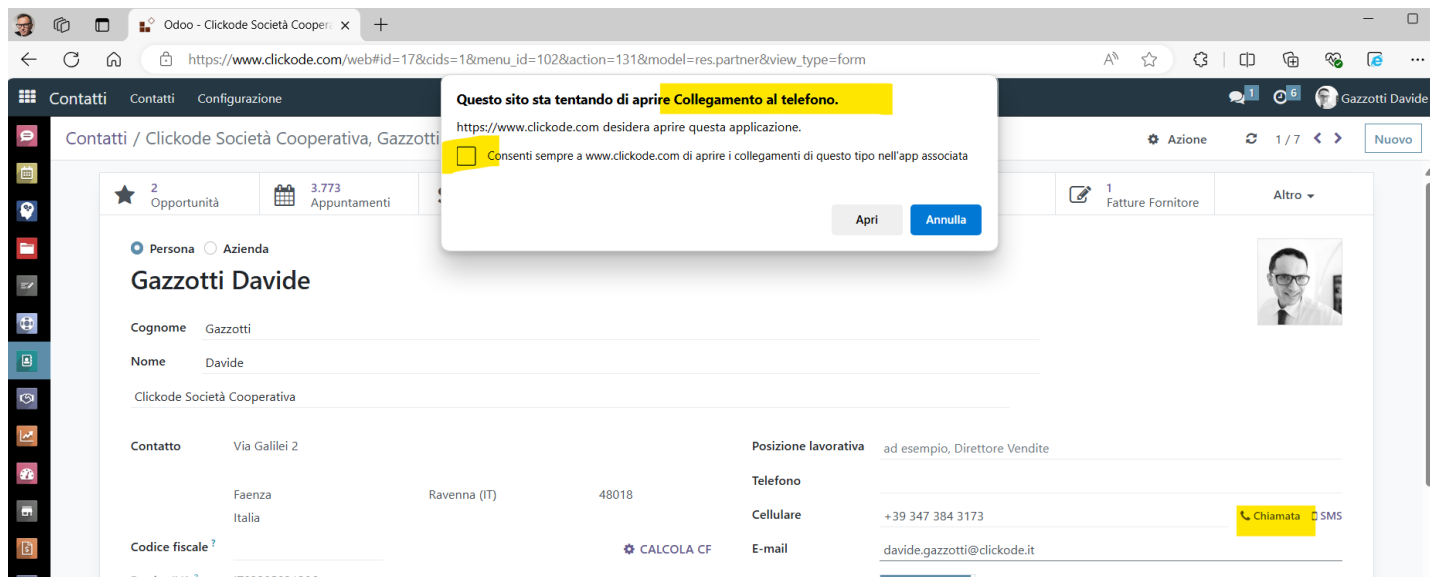 Odoo - Clickode Società Cooper
https://www.clickode.com/web#id=17&cids=1&menu_id=102&action=131&model=res.partner&view_type=form
Contatti Contatti Configurazione
1 6 Gazzotti Davide
Questo sito sta tentando di aprire Collegamento al telefono.
https://www.clickode.com desidera aprire questa applicazione.
Consenti sempre a www.clickode.com di aprire i collegamenti di questo tipo nell'app associata
Apri Annulla
Contatti / Clickode Società Cooperativa, Gazzotti
Azione 1 / 7 Nuovo
2 Opportunità
3.773 Appuntamenti
1 Fatture Fornitore
Altro
Persona Azienda
Gazzotti Davide
Cognome Gazzotti
Nome Davide
Clickode Società Cooperativa
Contatto Via Galilei 2
Faenza Ravenna (IT) 48018
Italia
Codice fiscale ? CALCOLA CF
Posizione lavorativa ad esempio, Direttore Vendite
Telefono
Cellulare +39 347 384 3173 Chiamata SMS
E-mail davide.gazzotti@clickode.it